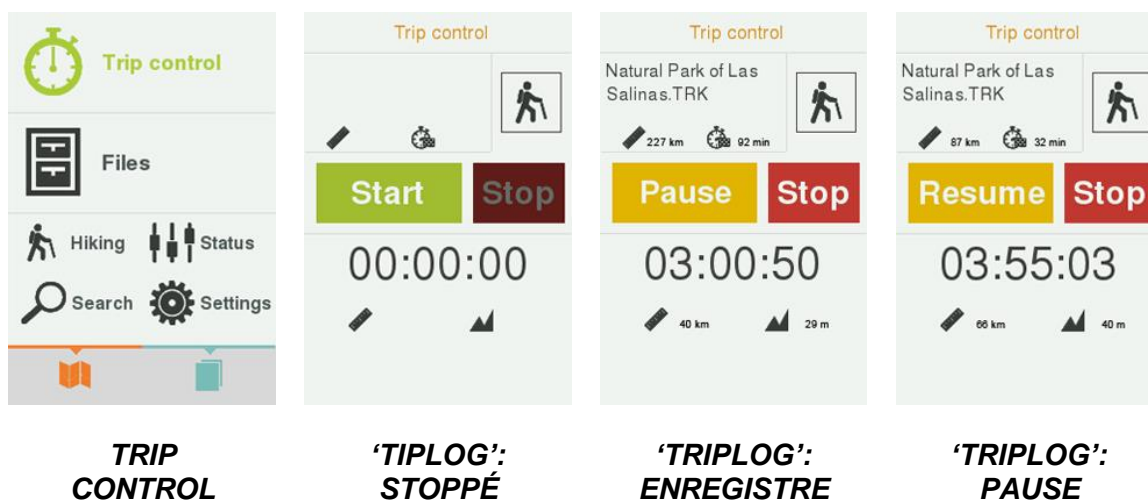 Trip control
Files
Hiking
Status
Search
Settings
Trip control
Start
Stop
00:00:00
Trip control
Natural Park of Las
Salinas.TRK
227 km
92 min
Pause
Stop
03:00:50
40 km
29 m
Trip control
Natural Park of Las
Salinas.TRK
87 km
32 min
Resume
Stop
03:55:03
66 km
40 m
TRIP
CONTROL
‘TIPLOG’:
STOPPÉ
‘TRIPLOG’:
ENREGISTRE
‘TRIPLOG’:
PAUSE